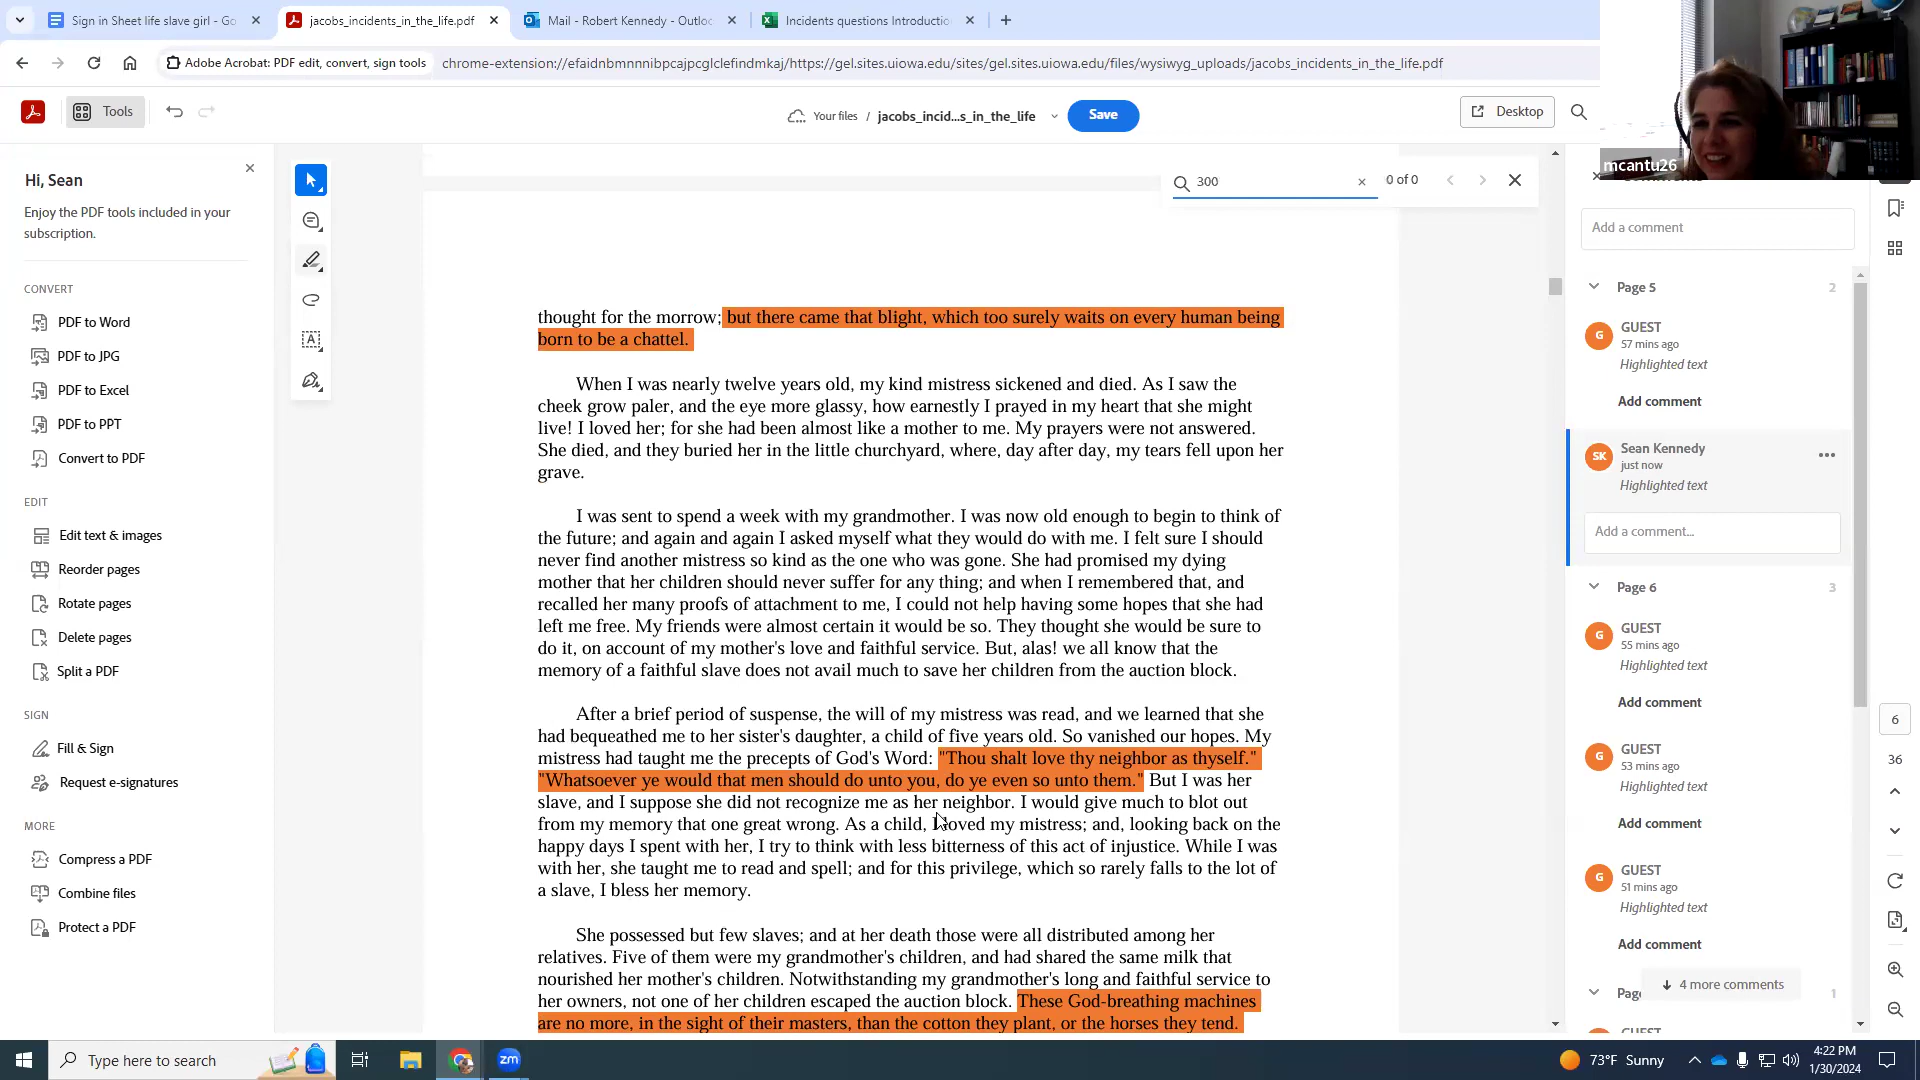 Sign in Sheet life slave girl - Go
jacobs_incidents_in_the_life.pdf
Mail - Robert Kennedy - Outloo
Incidents questions Introductio
Adobe Acrobat: PDF edit, convert, sign tools
chrome-extension://efaidnbmnnnibpcajpcglclefindmkaj/https://gel.sites.uiowa.edu/sites/gel.sites.uiowa.edu/files/wysiwyg_uploads/jacobs_incidents_in_the_life.pdf
Tools
Your files / jacobs_incid...s_in_the_life
Save
Desktop
mcantu26
Hi, Sean
Enjoy the PDF tools included in your
subscription.
CONVERT
PDF to Word
PDF to JPG
PDF to Excel
PDF to PPT
Convert to PDF
EDIT
Edit text & images
Reorder pages
Rotate pages
Delete pages
Split a PDF
SIGN
Fill & Sign
Request e-signatures
MORE
Compress a PDF
Combine files
Protect a PDF
300
0 of 0
thought for the morrow; but there came that blight, which too surely waits on every human being
born to be a chattel.
When I was nearly twelve years old, my kind mistress sickened and died. As I saw the
cheek grow paler, and the eye more glassy, how earnestly I prayed in my heart that she might
live! I loved her; for she had been almost like a mother to me. My prayers were not answered.
She died, and they buried her in the little churchyard, where, day after day, my tears fell upon her
grave.
I was sent to spend a week with my grandmother. I was now old enough to begin to think of
the future; and again and again I asked myself what they would do with me. I felt sure I should
never find another mistress so kind as the one who was gone. She had promised my dying
mother that her children should never suffer for any thing; and when I remembered that, and
recalled her many proofs of attachment to me, I could not help having some hopes that she had
left me free. My friends were almost certain it would be so. They thought she would be sure to
do it, on account of my mother's love and faithful service. But, alas! we all know that the
memory of a faithful slave does not avail much to save her children from the auction block.
After a brief period of suspense, the will of my mistress was read, and we learned that she
had bequeathed me to her sister's daughter, a child of five years old. So vanished our hopes. My
mistress had taught me the precepts of God's Word: "Thou shalt love thy neighbor as thyself."
"Whatsoever ye would that men should do unto you, do ye even so unto them." But I was her
slave, and I suppose she did not recognize me as her neighbor. I would give much to blot out
from my memory that one great wrong. As a child, I loved my mistress; and, looking back on the
happy days I spent with her, I try to think with less bitterness of this act of injustice. While I was
with her, she taught me to read and spell; and for this privilege, which so rarely falls to the lot of
a slave, I bless her memory.
She possessed but few slaves; and at her death those were all distributed among her
relatives. Five of them were my grandmother's children, and had shared the same milk that
nourished her mother's children. Notwithstanding my grandmother's long and faithful service to
her owners, not one of her children escaped the auction block. These God-breathing machines
are no more, in the sight of their masters, than the cotton they plant, or the horses they tend.
Add a comment
Page 5
2
G
GUEST
57 mins ago
Highlighted text
Add comment
SK
Sean Kennedy
just now
Highlighted text
Add a comment...
Page 6
3
G
GUEST
55 mins ago
Highlighted text
Add comment
G
GUEST
53 mins ago
Highlighted text
Add comment
G
GUEST
51 mins ago
Highlighted text
Add comment
4 more comments
1
6
36
Type here to search
zm
73°F Sunny
4:22 PM
1/30/2024